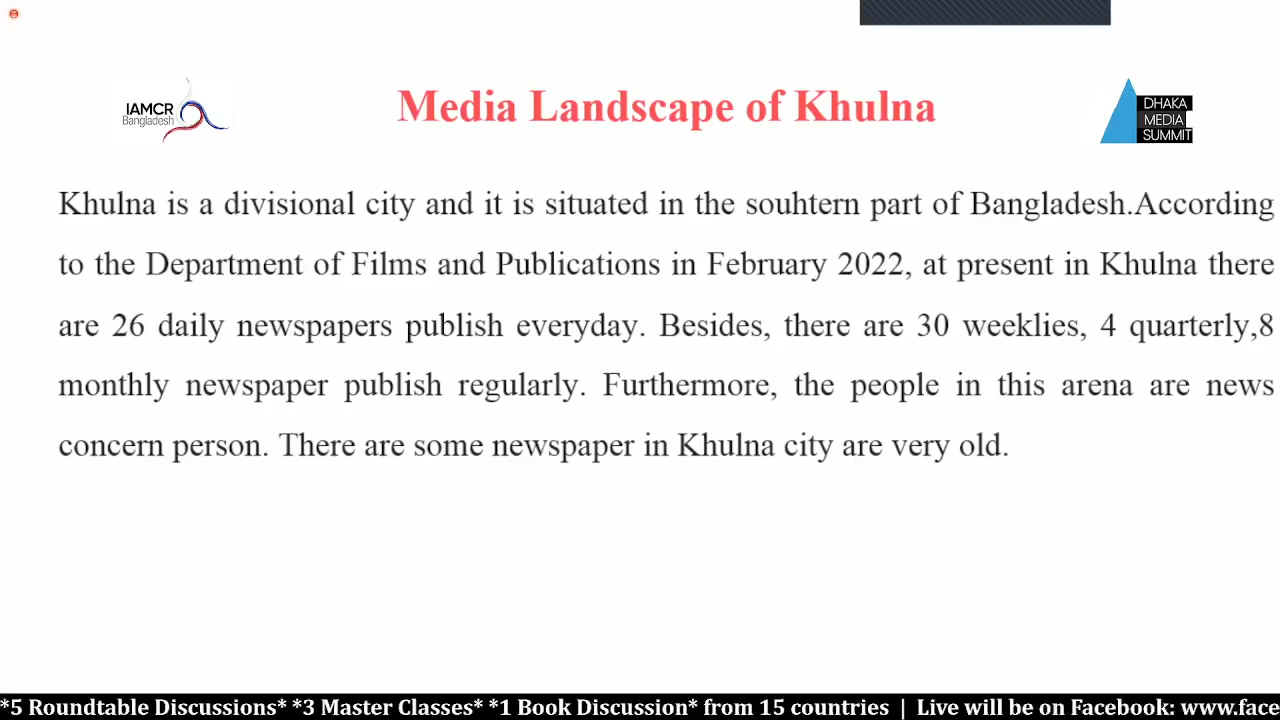 IAMCR
Bangladesh
Media Landscape of Khulna
DHAKA
MEDIA
SUMMIT
Khulna is a divisional city and it is situated in the souhtern part of Bangladesh.According
to the Department of Films and Publications in February 2022, at present in Khulna there
are 26 daily newspapers publish everyday. Besides, there are 30 weeklies, 4 quarterly,8
monthly newspaper publish regularly. Furthermore, the people in this arena are news
concern person. There are some newspaper in Khulna city are very old.
*5 Roundtable Discussions* *3 Master Classes* *1 Book Discussion* from 15 countries | Live will be on Facebook: www.face